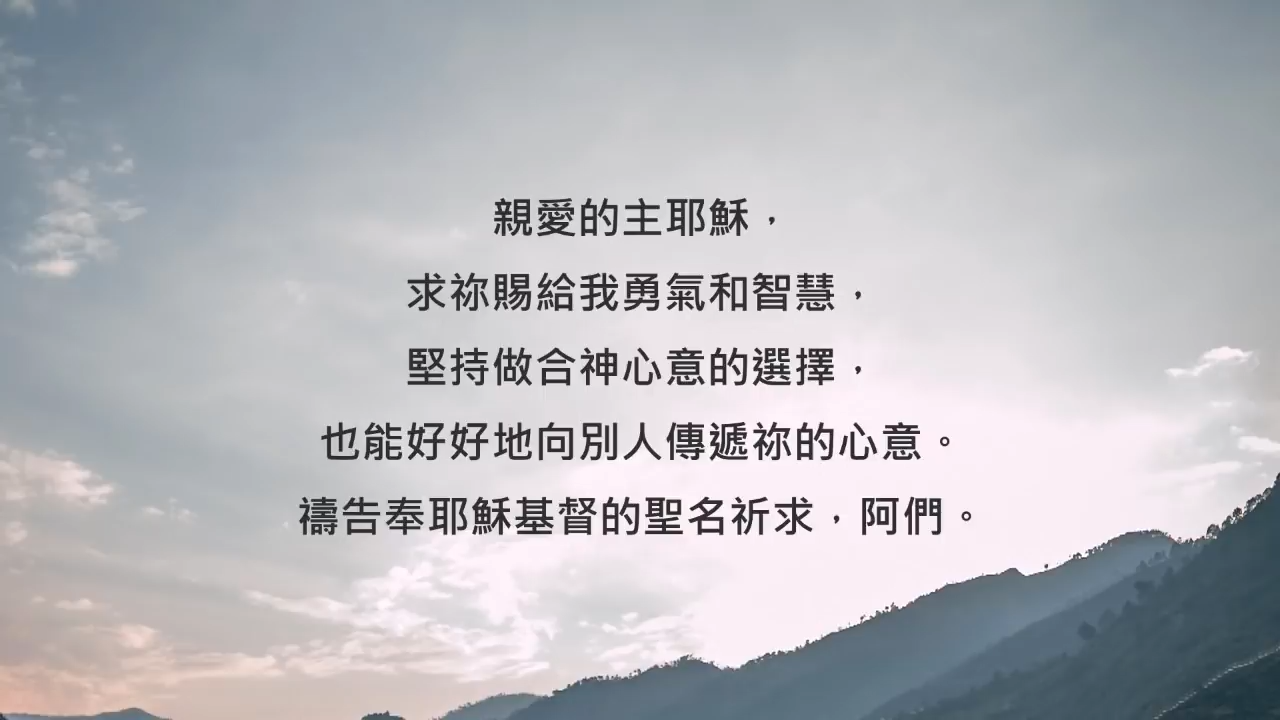 親愛的主耶穌，
求祢賜給我勇氣和智慧，
堅持做合神心意的選擇，
也能好好地向別人傳遞祢的心意。
禱告奉耶穌基督的聖名祈求，阿們。